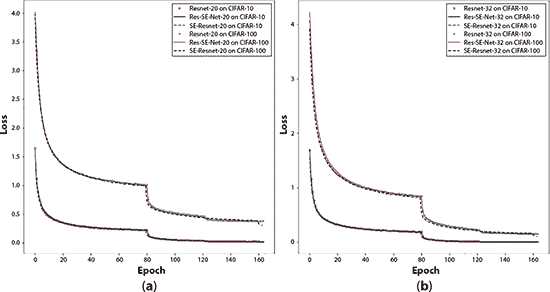 Resnet-20 on CIFAR-10
Res-SE-Net-20 on CIFAR-10
SE-Resnet-20 on CIFAR-10
Resnet-20 on CIFAR-100
Res-SE-Net-20 on CIFAR-100
SE-Resnet-20 on CIFAR-100
4.0
3.5
3.0
2.5
2.0
1.5
1.0
0.5
0.0
Loss
0 20 40 60 80 100 120 140 160
Epoch
(a)
Resnet-32 on CIFAR-10
Res-SE-Net-32 on CIFAR-10
SE-Resnet-32 on CIFAR-10
Resnet-32 on CIFAR-100
Res-SE-Net-32 on CIFAR-100
SE-Resnet-32 on CIFAR-100
4
3
2
1
0
Loss
0 20 40 60 80 100 120 140 160
Epoch
(b)